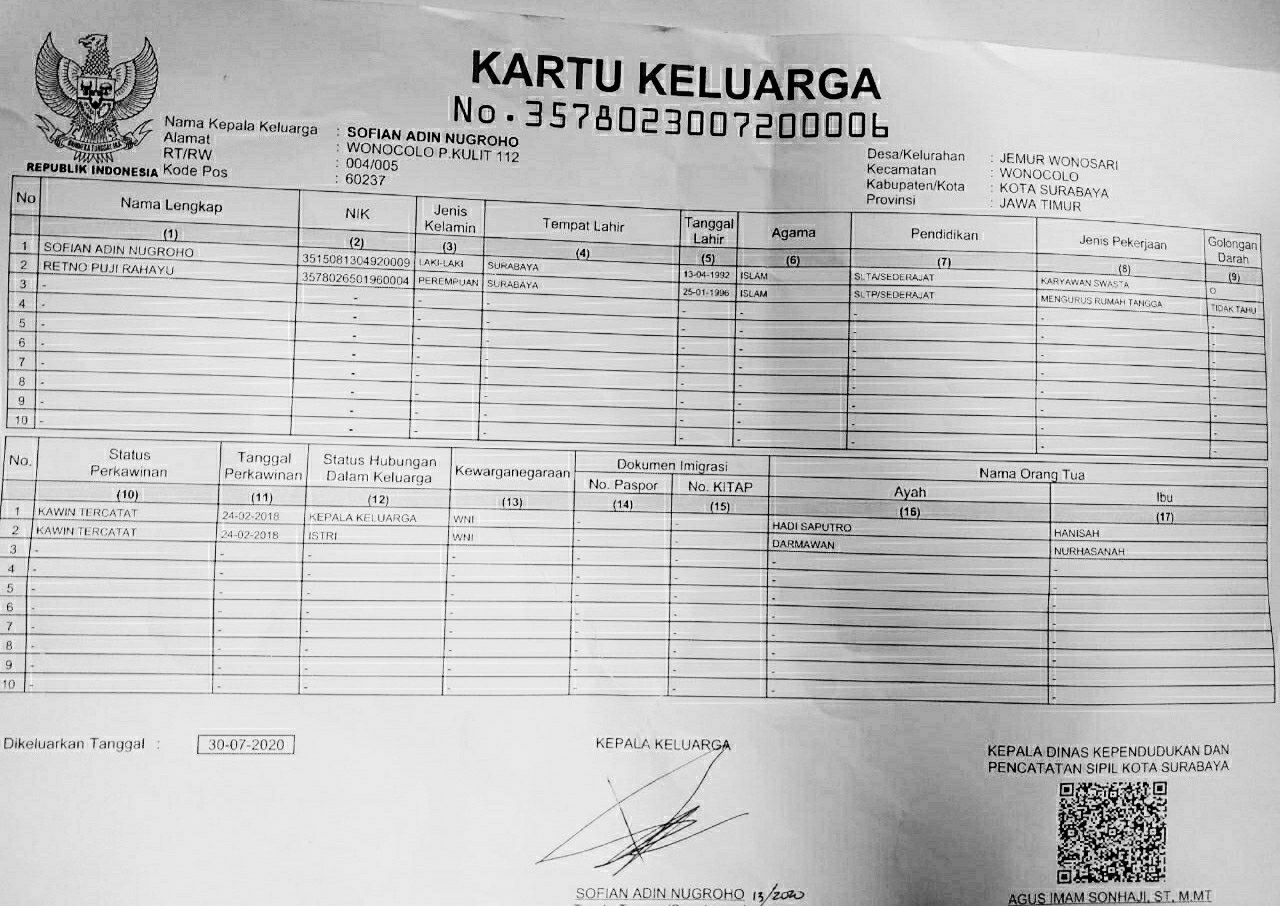 KARTU KELUARGA
No.3578023007200006
REPUBLIK INDONESIA
Nama Kepala Keluarga : SOFIAN ADIN NUGROHO
Alamat : WONOCOLO P.KULIT 112
RT/RW : 004/005
Kode Pos : 60237
Desa/Kelurahan : JEMUR WONOSARI
Kecamatan : WONOCOLO
Kabupaten/Kota : KOTA SURABAYA
Provinsi : JAWA TIMUR
No Nama Lengkap NIK Jenis Kelamin Tempat Lahir Tanggal Lahir Agama Pendidikan Jenis Pekerjaan Golongan Darah
(1) (2) (3) (4) (5) (6) (7) (8) (9)
1 SOFIAN ADIN NUGROHO 3515081304920009 LAKI-LAKI SURABAYA 13-04-1992 ISLAM SLTA/SEDERAJAT KARYAWAN SWASTA O
2 RETNO PUJI RAHAYU 3578026501960004 PEREMPUAN SURABAYA 25-01-1996 ISLAM SLTP/SEDERAJAT MENGURUS RUMAH TANGGA TIDAK TAHU
3 - - - - - - - - -
4 - - - - - - - - -
5 - - - - - - - - -
6 - - - - - - - - -
7 - - - - - - - - -
8 - - - - - - - - -
9 - - - - - - - - -
10 - - - - - - - - -
No. Status Perkawinan Tanggal Perkawinan Status Hubungan Dalam Keluarga Kewarganegaraan Dokumen Imigrasi Nama Orang Tua
No. Paspor No. KITAP Ayah Ibu
(10) (11) (12) (13) (14) (15) (16) (17)
1 KAWIN TERCATAT 24-02-2018 KEPALA KELUARGA WNI - - HADI SAPUTRO HANISAH
2 KAWIN TERCATAT 24-02-2018 ISTRI WNI - - DARMAWAN NURHASANAH
3 - - - - - - - -
4 - - - - - - - -
5 - - - - - - - -
6 - - - - - - - -
7 - - - - - - - -
8 - - - - - - - -
9 - - - - - - - -
10 - - - - - - - -
Dikeluarkan Tanggal : 30-07-2020
KEPALA KELUARGA
SOFIAN ADIN NUGROHO 13/2020
KEPALA DINAS KEPENDUDUKAN DAN
PENCATATAN SIPIL KOTA SURABAYA
AGUS IMAM SONHAJI, ST, M.MT